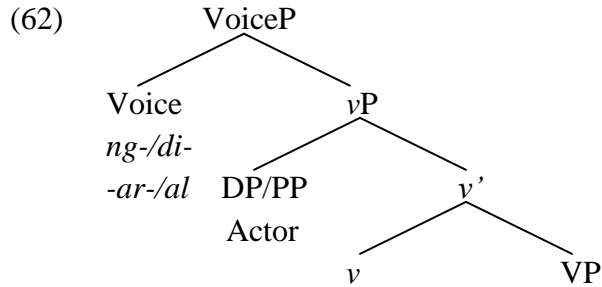 (62) VoiceP
Voice vP
ng-/di-
-ar-/al DP/PP v’
Actor
v VP